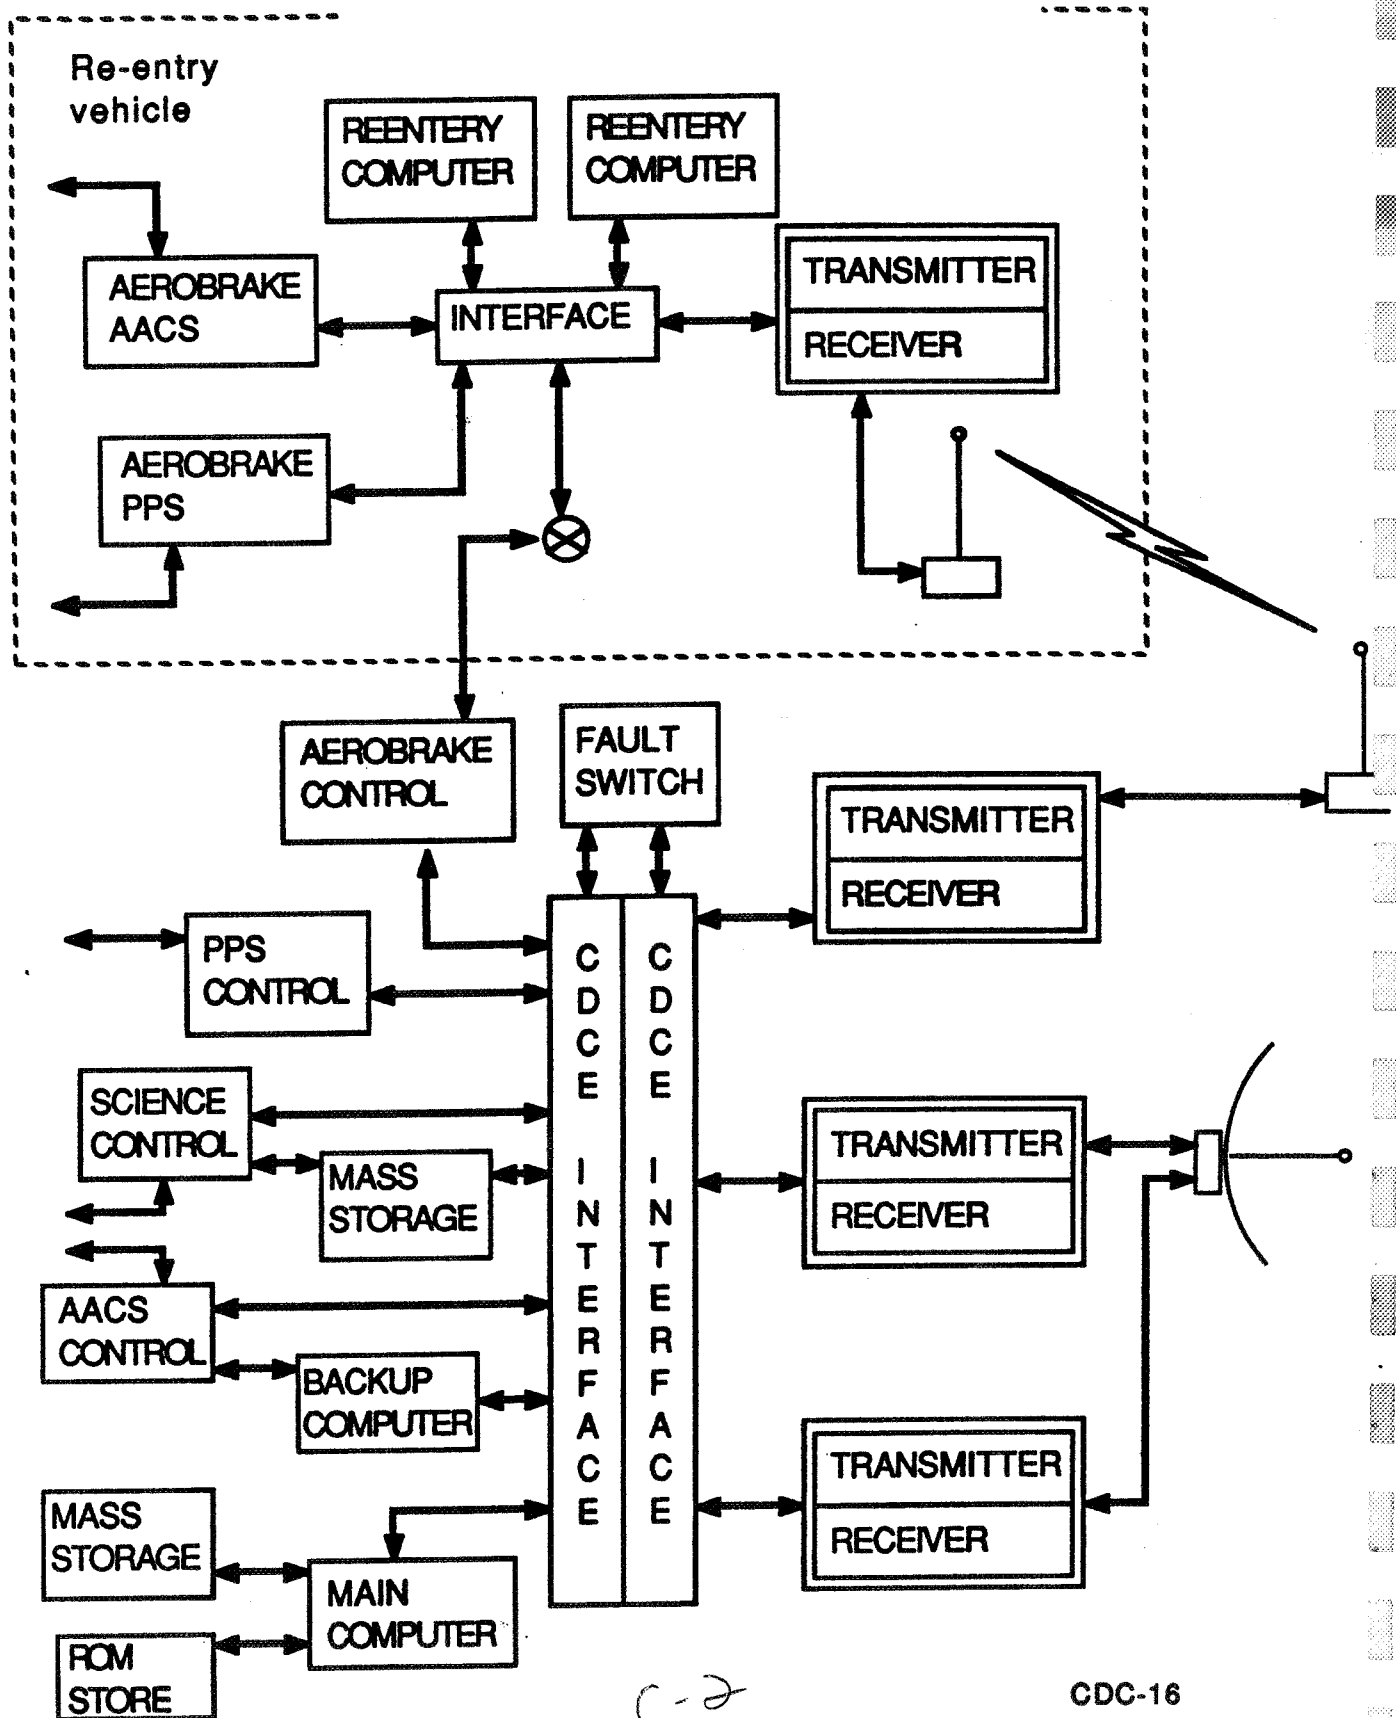 Re-entry
vehicle
REENTERY
COMPUTER
REENTERY
COMPUTER
AEROBRAKE
AACS
INTERFACE
TRANSMITTER
RECEIVER
AEROBRAKE
PPS
AEROBRAKE
CONTROL
FAULT
SWITCH
TRANSMITTER
RECEIVER
PPS
CONTROL
CDCE INTERFACE
CDCE INTERFACE
SCIENCE
CONTROL
MASS
STORAGE
TRANSMITTER
RECEIVER
AACS
CONTROL
BACKUP
COMPUTER
TRANSMITTER
RECEIVER
MASS
STORAGE
MAIN
COMPUTER
ROM
STORE
C-2
CDC-16